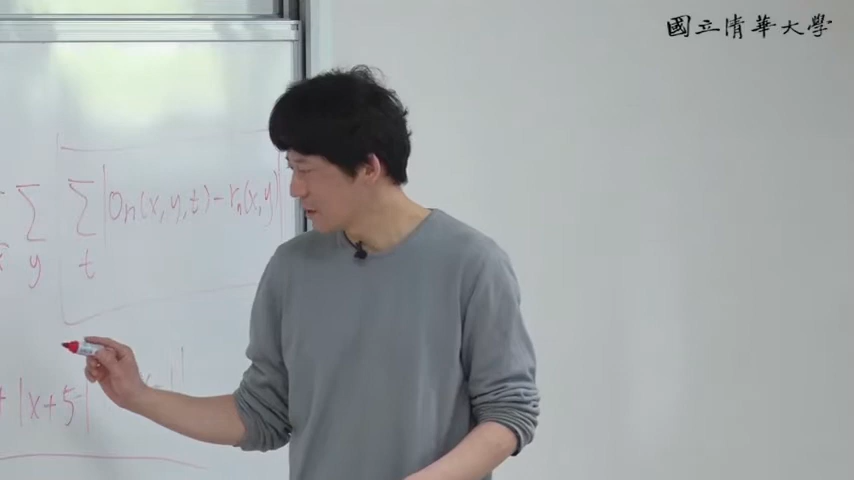 國立清華大學
Σ Σ |On(x,y,t) - rn(x,y)|
y t
+ |x+5|